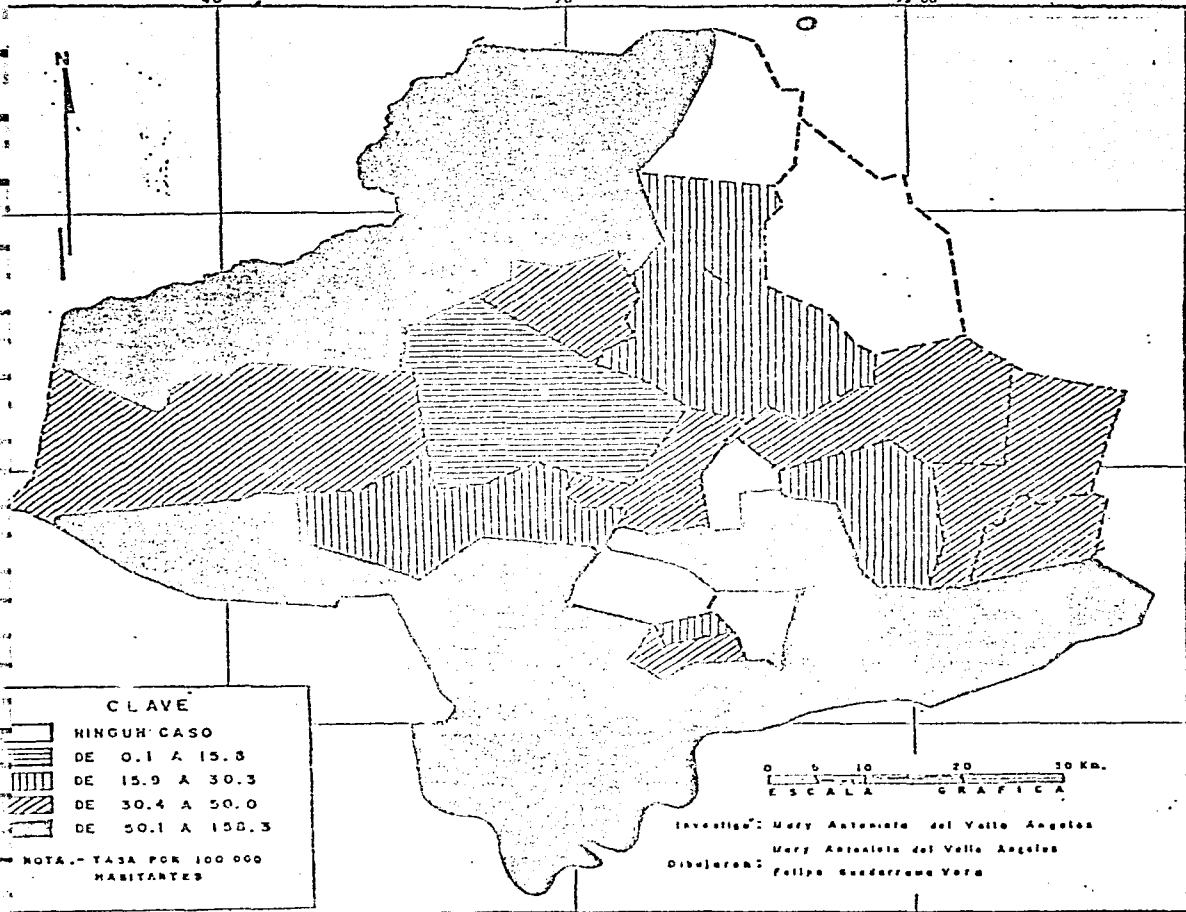 N
CLAVE
NINGUN CASO
DE 0.1 A 15.8
DE 15.9 A 30.3
DE 30.4 A 50.0
DE 50.1 A 158.3
NOTA.- TASA POR 100 000
HABITANTES
0 5 10 20 30 Km.
ESCALA GRAFICA
Investigo: Mary Antonieta del Valle Angeles
Mary Antonieta del Valle Angeles
Dibujaron: Felipe Guadarrama Vera